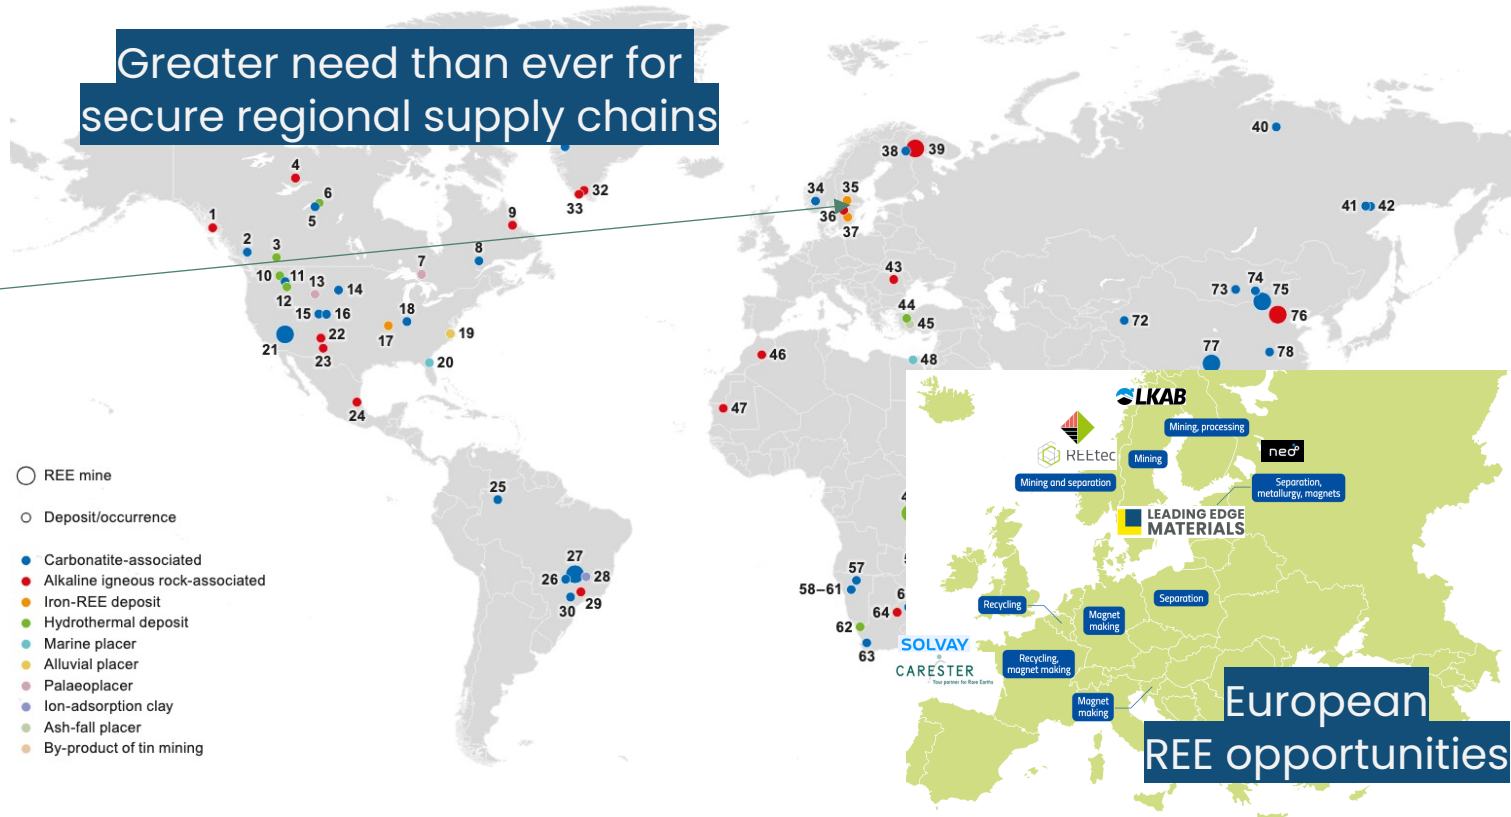 Greater need than ever for
secure regional supply chains
40
4
38
39
6
34
35
32
33
5
36
41
42
1
9
37
2
3
8
7
43
10
11
13
74
73
75
12
14
44
76
15
16
18
45
72
22
17
19
21
77
78
23
20
46
48
24
47
LKAB
Mining, processing
REEtec
Mining
neo
Mining and separation
Separation,
metallurgy, magnets
REE mine
25
LEADING EDGE
MATERIALS
Deposit/occurrence
Carbonatite-associated
Alkaline igneous rock-associated
Iron-REE deposit
Hydrothermal deposit
Marine placer
Alluvial placer
Palaeoplacer
Ion-adsorption clay
Ash-fall placer
By-product of tin mining
27
26
28
30
29
57
58–61
64
62
63
Recycling
Separation
Magnet
making
SOLVAY
CARESTER
Your partner for Rare Earths
Recycling,
magnet making
Magnet
making
European
REE opportunities